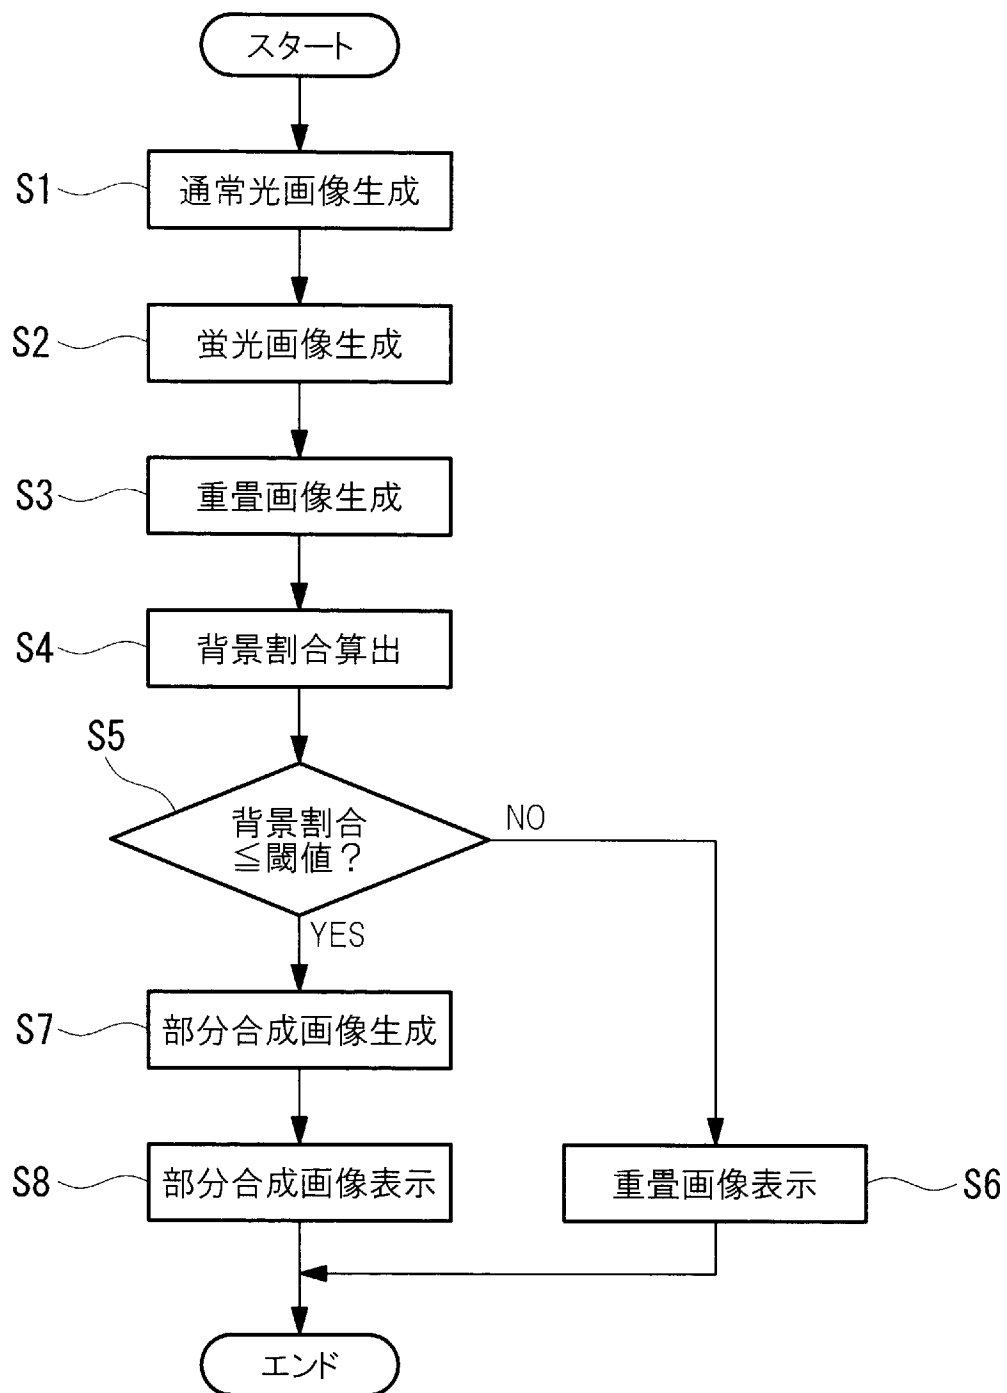 スタート
S1
通常光画像生成
S2
蛍光画像生成
S3
重畳画像生成
S4
背景割合算出
S5
背景割合
≦閾値?
NO
YES
S7
部分合成画像生成
S8
部分合成画像表示
重畳画像表示
S6
エンド